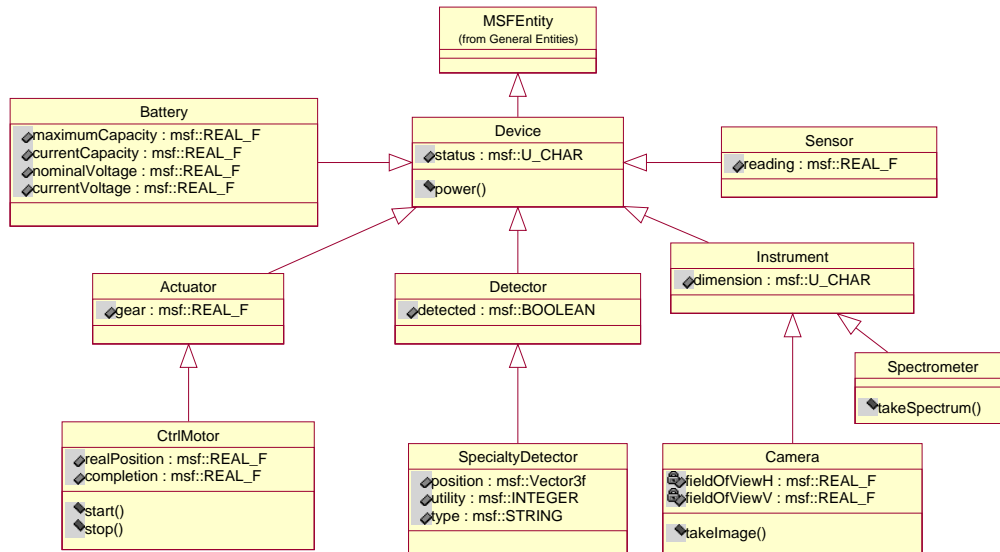 MSFEntity
(from General Entities)
Battery
maximumCapacity : msf::REAL_F
currentCapacity : msf::REAL_F
nominalVoltage : msf::REAL_F
currentVoltage : msf::REAL_F
Device
status : msf::U_CHAR
power()
Sensor
reading : msf::REAL_F
Actuator
gear : msf::REAL_F
Detector
detected : msf::BOOLEAN
Instrument
dimension : msf::U_CHAR
Spectrometer
takeSpectrum()
CtrlMotor
realPosition : msf::REAL_F
completion : msf::REAL_F
start()
stop()
SpecialtyDetector
position : msf::Vector3f
utility : msf::INTEGER
type : msf::STRING
Camera
fieldOfViewH : msf::REAL_F
fieldOfViewV : msf::REAL_F
takeImage()